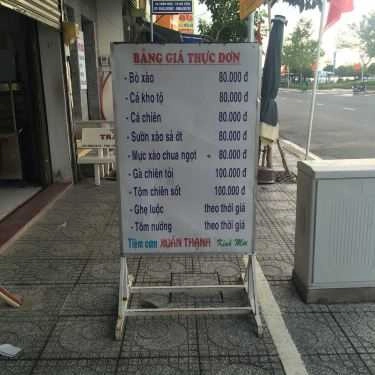 BẢNG GIÁ THỰC ĐƠN
- Bò xào 80.000 đ
- Cá kho tộ 80.000 đ
- Cá chiên 80.000 đ
- Sườn xào sả ớt 80.000 đ
- Mực xào chua ngọt - 80.000 đ
- Gà chiên tỏi 100.000 đ
- Tôm chiên sốt 100.000 đ
- Ghẹ luộc theo thời giá
- Tôm nướng theo thời giá
Tiệm cơm XUÂN THẠNH Kính Mời